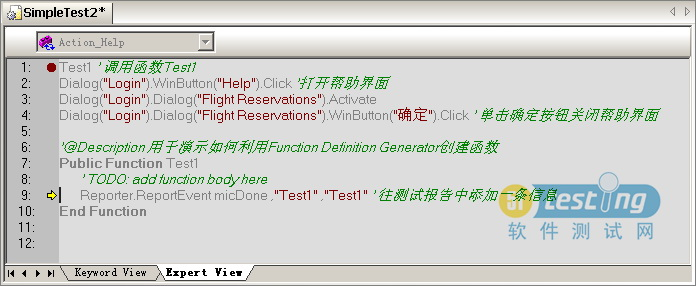 SimpleTest2*
Action_Help
1: Test1 '调用函数Test1
2: Dialog("Login").WinButton("Help").Click '打开帮助界面
3: Dialog("Login").Dialog("Flight Reservations").Activate
4: Dialog("Login").Dialog("Flight Reservations").WinButton("确定").Click '单击确定按钮关闭帮助界面
5:
6: '@Description 用于演示如何利用Function Definition Generator创建函数
7: Public Function Test1
8: ' TODO: add function body here
9: Reporter.ReportEvent micDone ,"Test1" ,"Test1" '往测试报告中添加一条信息
10: End Function
11:
12:
51 testing
软件测试网
Keyword View Expert View